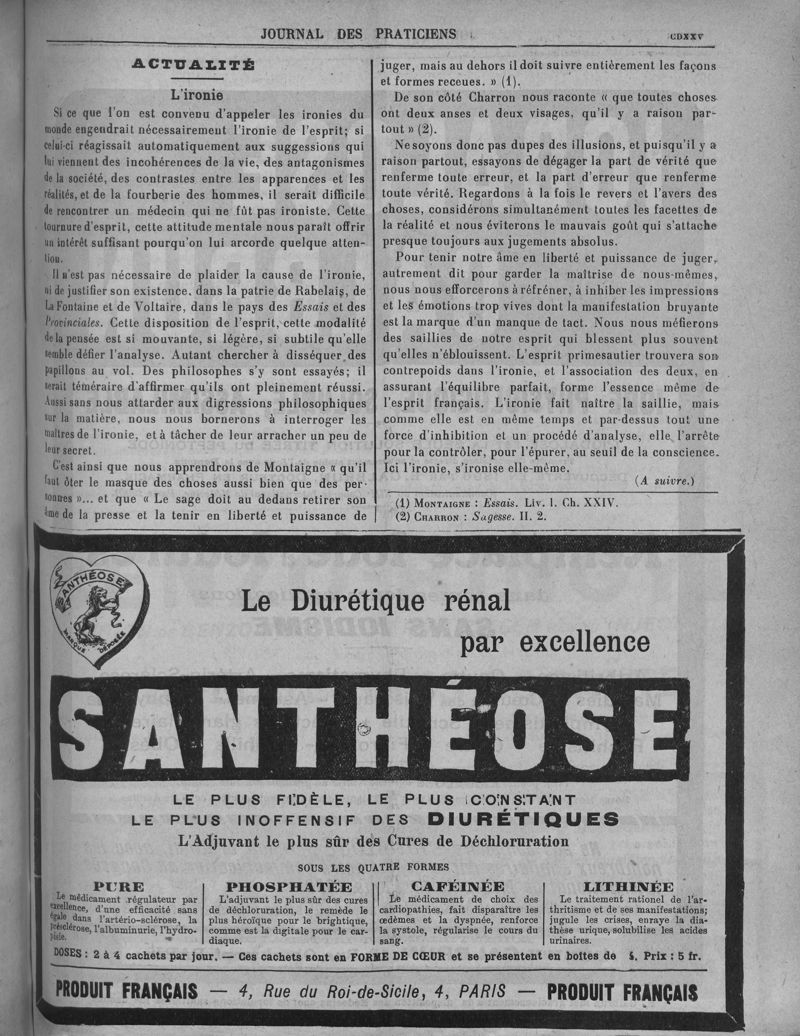 JOURNAL DES PRATICIENS
CDXXV
ACTUALITÉ
L'ironie
Si ce que l'on est convenu d'appeler les ironies du
monde engendrait nécessairement l'ironie de l'esprit; si
celui-ci réagissait automatiquement aux suggessions qui
lui viennent des incohérences de la vie, des antagonismes
de la société, des contrastes entre les apparences et les
réalités, et de la fourberie des hommes, il serait difficile
de rencontrer un médecin qui ne fût pas ironiste. Cette
tournure d'esprit, cette attitude mentale nous paraît offrir
un intérêt suffisant pourqu'on lui arcorde quelque atten-
tion.
Il n'est pas nécessaire de plaider la cause de l'ironie,
ni de justifier son existence, dans la patrie de Rabelais, de
La Fontaine et de Voltaire, dans le pays des Essais et des
Provinciales. Cette disposition de l'esprit, cette modalité
de la pensée est si mouvante, si légère, si subtile qu'elle
semble défier l'analyse. Autant chercher à disséquer des
papillons au vol. Des philosophes s'y sont essayés; il
serait téméraire d'affirmer qu'ils ont pleinement réussi.
Aussi sans nous attarder aux digressions philosophiques
sur la matière, nous nous bornerons à interroger les
maîtres de l'ironie, et à tâcher de leur arracher un peu de
leur secret.
C'est ainsi que nous apprendrons de Montaigne « qu'il
faut ôter le masque des choses aussi bien que des per-
sonnes »... et que « Le sage doit au dedans retirer son
âme de la presse et la tenir en liberté et puissance de
juger, mais au dehors il doit suivre entièrement les façons
et formes receues. » (1).
De son côté Charron nous raconte « que toutes choses
ont deux anses et deux visages, qu'il y a raison par-
tout » (2).
Ne soyons donc pas dupes des illusions, et puisqu'il y a
raison partout, essayons de dégager la part de vérité que
renferme toute erreur, et la part d'erreur que renferme
toute vérité. Regardons à la fois le revers et l'avers des
choses, considérons simultanément toutes les facettes de
la réalité et nous éviterons le mauvais goût qui s'attache
presque toujours aux jugements absolus.
Pour tenir notre âme en liberté et puissance de juger,
autrement dit pour garder la maîtrise de nous-mêmes,
nous nous efforcerons à réfréner, à inhiber les impressions
et les émotions trop vives dont la manifestation bruyante
est la marque d'un manque de tact. Nous nous méfierons
des saillies de notre esprit qui blessent plus souvent
qu'elles n'éblouissent. L'esprit primesautier trouvera son
contrepoids dans l'ironie, et l'association des deux, en
assurant l'équilibre parfait, forme l'essence même de
l'esprit français. L'ironie fait naître la saillie, mais
comme elle est en même temps et par-dessus tout une
force d'inhibition et un procédé d'analyse, elle l'arrête
pour la contrôler, pour l'épurer, au seuil de la conscience.
Ici l'ironie, s'ironise elle-même.
(A suivre.)
(1) MONTAIGNE : Essais. Liv. I. Ch. XXIV.
(2) CHARRON : Sagesse. II. 2.
SANTHÉOSE
MARQUE DÉPOSÉE
Le Diurétique rénal
par excellence
SANTHÉOSE
LE PLUS FIDÈLE, LE PLUS CONSTANT
LE PLUS INOFFENSIF DES DIURÉTIQUES
L'Adjuvant le plus sûr des Cures de Déchloruration
SOUS LES QUATRE FORMES
PURE
Le médicament régulateur par
excellence, d'une efficacité sans
égale dans l'artério-sclérose, la
présclérose, l'albuminurie, l'hydro-
pisie.
PHOSPHATÉE
L'adjuvant le plus sûr des cures
de déchloruration, le remède le
plus héroïque pour le brightique,
comme est la digitale pour le car-
diaque.
CAFÉINÉE
Le médicament de choix des
cardiopathies, fait disparaître les
œdèmes et la dyspnée, renforce
la systole, régularise le cours du
sang.
LITHINÉE
Le traitement rationel de l'ar-
thritisme et de ses manifestations;
jugule les crises, enraye la dia-
thèse urique, solubilise les acides
urinaires.
DOSES : 2 à 4 cachets par jour. — Ces cachets sont en FORME DE CŒUR et se présentent en boîtes de . Prix : 5 fr.
PRODUIT FRANÇAIS — 4, Rue du Roi-de-Sicile, 4, PARIS — PRODUIT FRANÇAIS